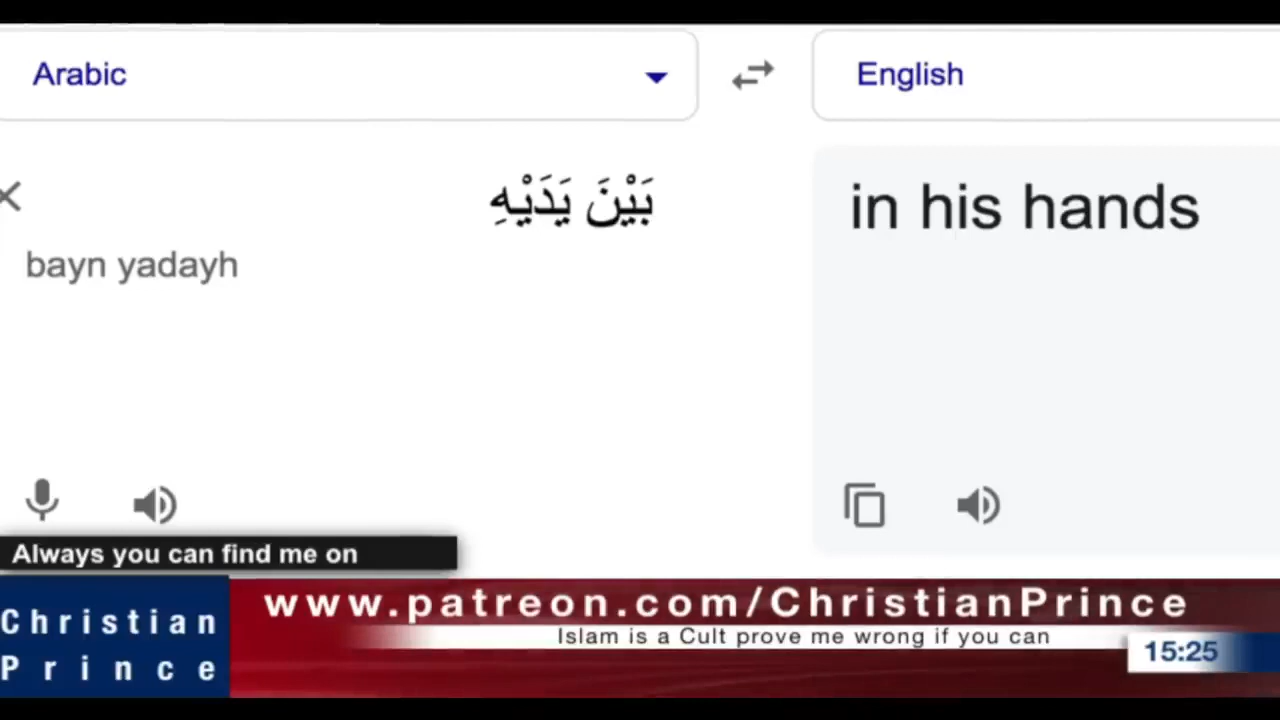 Arabic
English
بَيْنَ يَدَيْهِ
in his hands
bayn yadayh
Always you can find me on
Christian
Prince
www.patreon.com/ChristianPrince
Islam is a Cult prove me wrong if you can
15:25